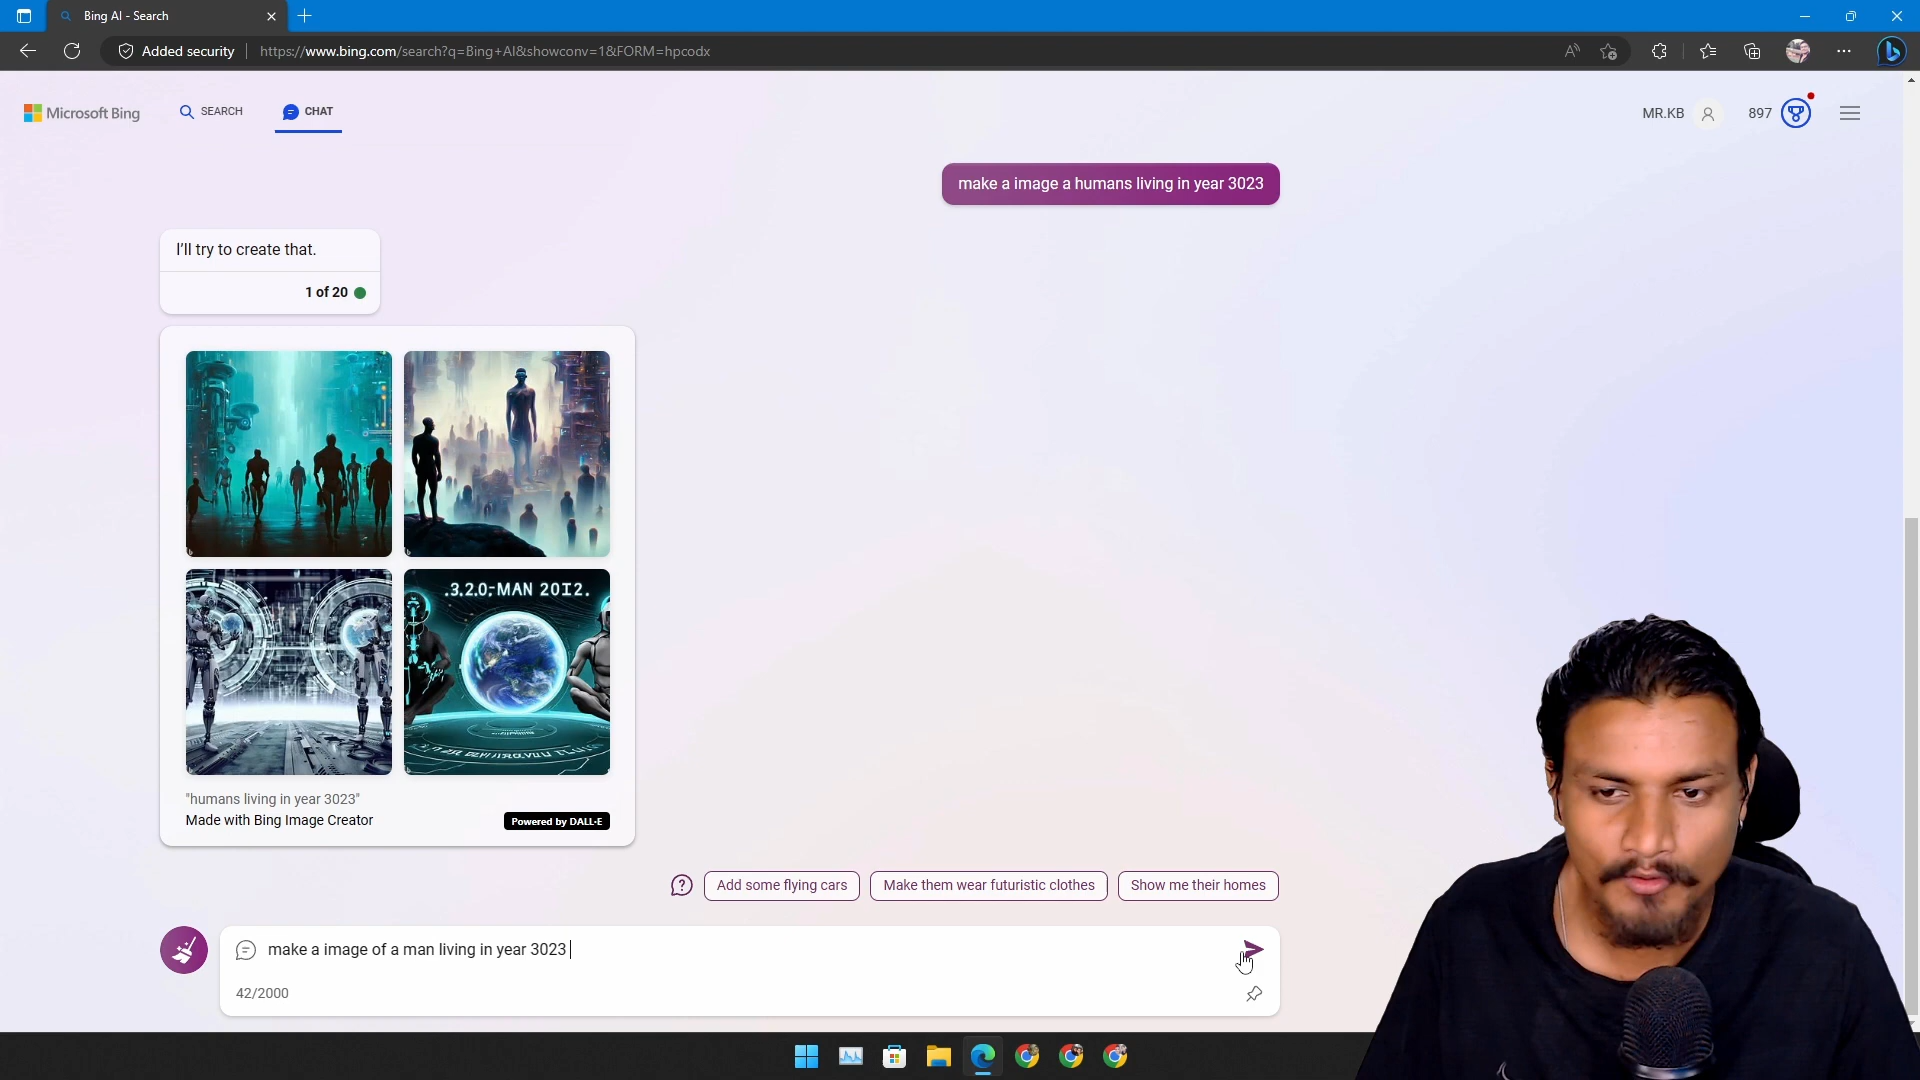 Bing AI - Search
Added security
https://www.bing.com/search?q=Bing+AI&showconv=1&FORM=hpcodx
Microsoft Bing
SEARCH
CHAT
MR.KB
897
make a image a humans living in year 3023
I'll try to create that.
1 of 20
.3.2.0,-MAN 20I2.
"humans living in year 3023"
Made with Bing Image Creator
Powered by DALL·E
Add some flying cars
Make them wear futuristic clothes
Show me their homes
make a image of a man living in year 3023
42/2000